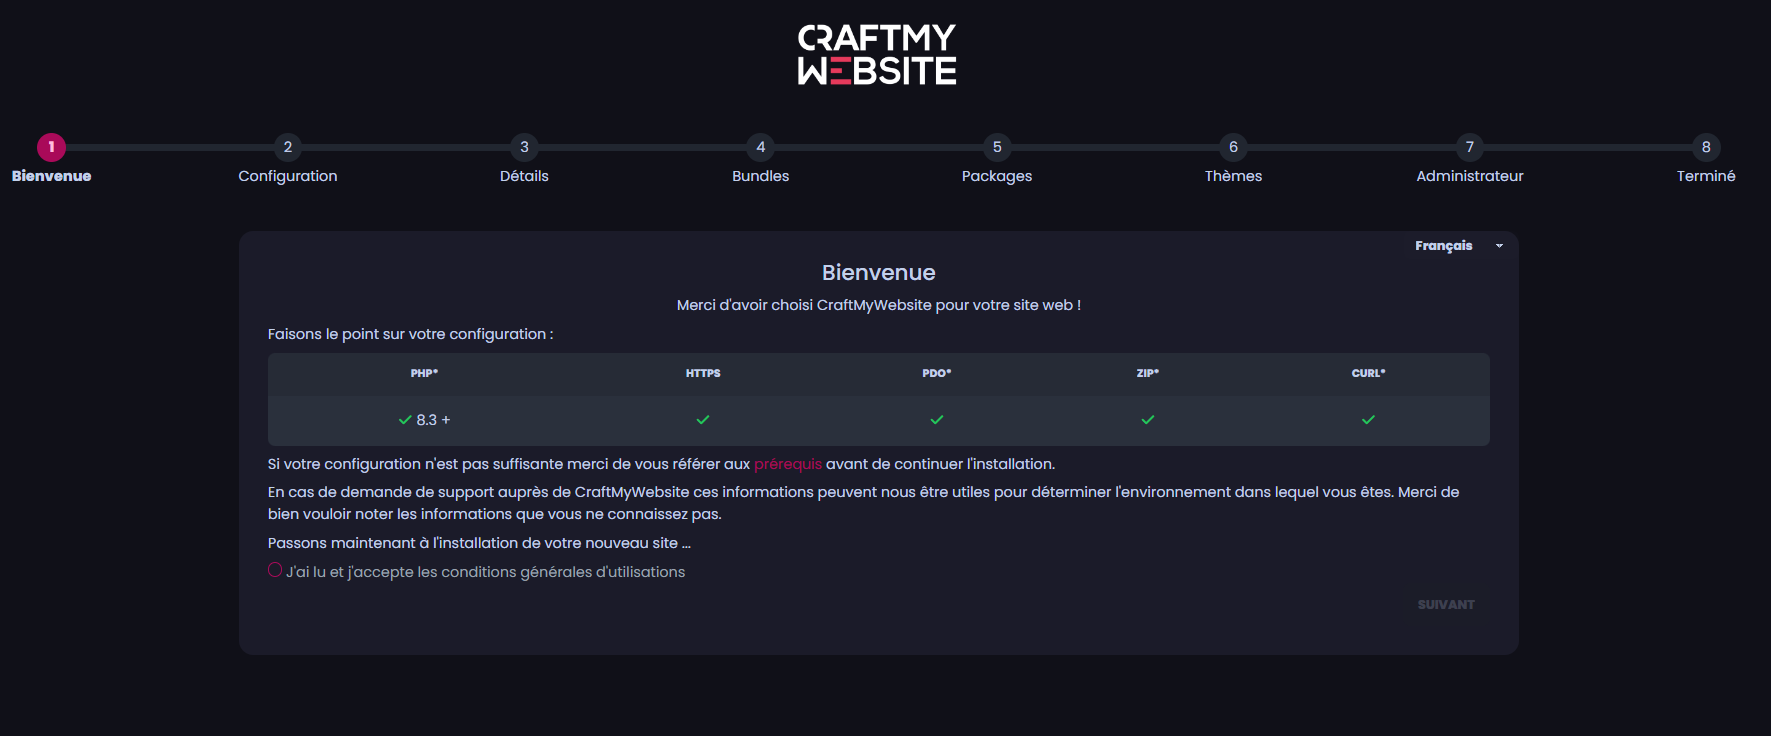 CRAFTMY
WEBSITE
1 2 3 4 5 6 7 8
Bienvenue Configuration Détails Bundles Packages Thèmes Administrateur Terminé
Français
Bienvenue
Merci d'avoir choisi CraftMyWebsite pour votre site web !
Faisons le point sur votre configuration :
PHP* HTTPS PDO* ZIP* CURL*
8.3 +
Si votre configuration n'est pas suffisante merci de vous référer aux prérequis avant de continuer l'installation.
En cas de demande de support auprès de CraftMyWebsite ces informations peuvent nous être utiles pour déterminer l'environnement dans lequel vous êtes. Merci de
bien vouloir noter les informations que vous ne connaissez pas.
Passons maintenant à l'installation de votre nouveau site ...
J'ai lu et j'accepte les conditions générales d'utilisations
SUIVANT